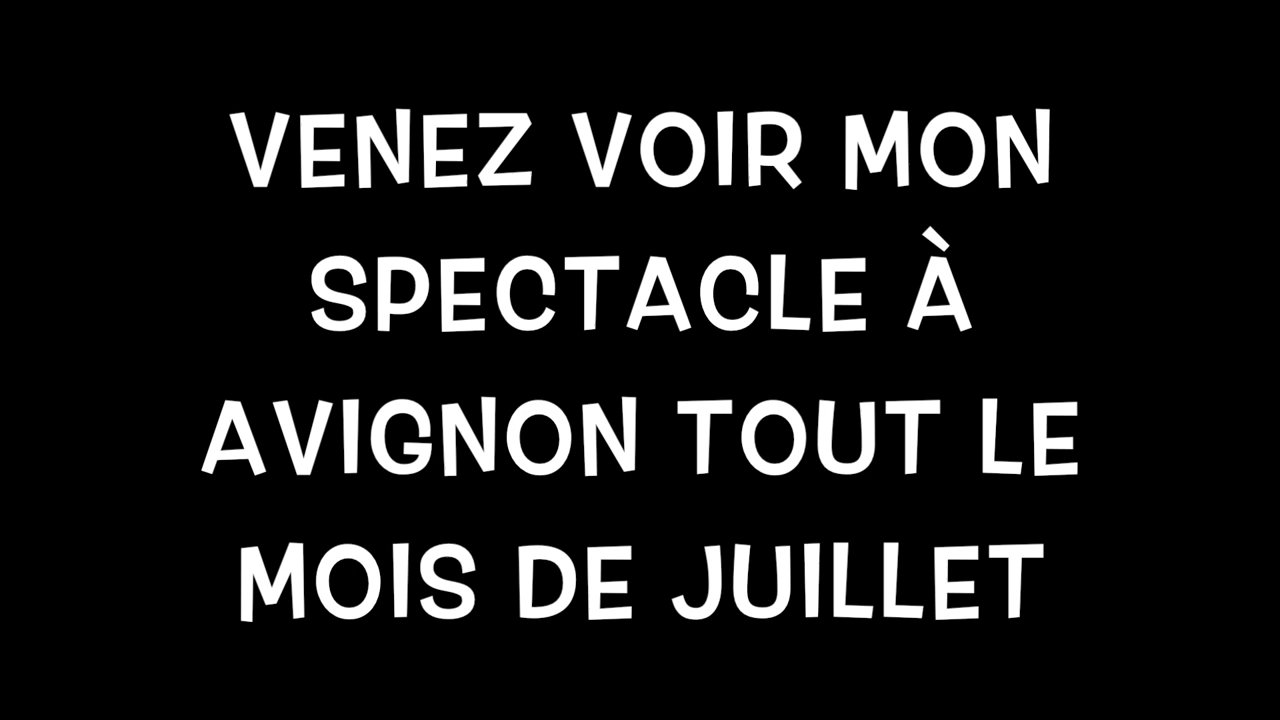 VENEZ VOIR MON
SPECTACLE À
AVIGNON TOUT LE
MOIS DE JUILLET